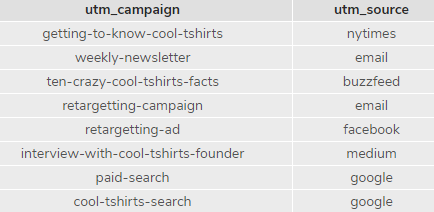 utm_campaign utm_source
getting-to-know-cool-tshirts nytimes
weekly-newsletter email
ten-crazy-cool-tshirts-facts buzzfeed
retargetting-campaign email
retargetting-ad facebook
interview-with-cool-tshirts-founder medium
paid-search google
cool-tshirts-search google